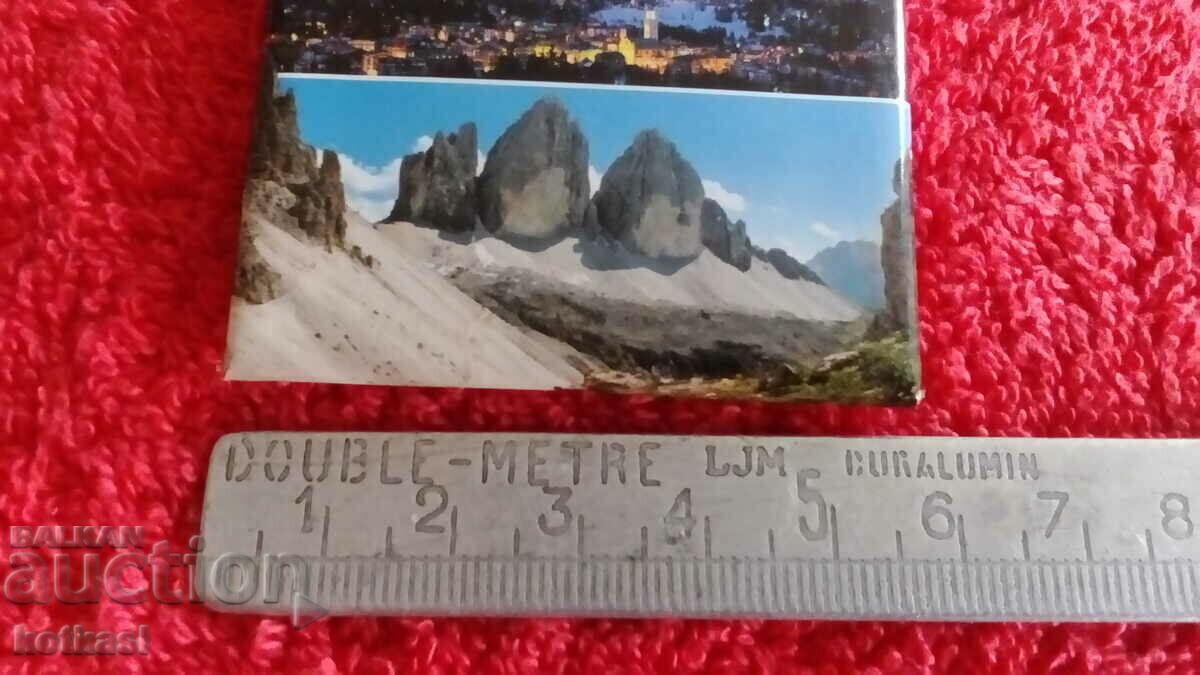 DOUBLE-METRE LJM DURALUMIN
1 2 3 4 5 6 7 8
BALKAN
auction
kotkasl